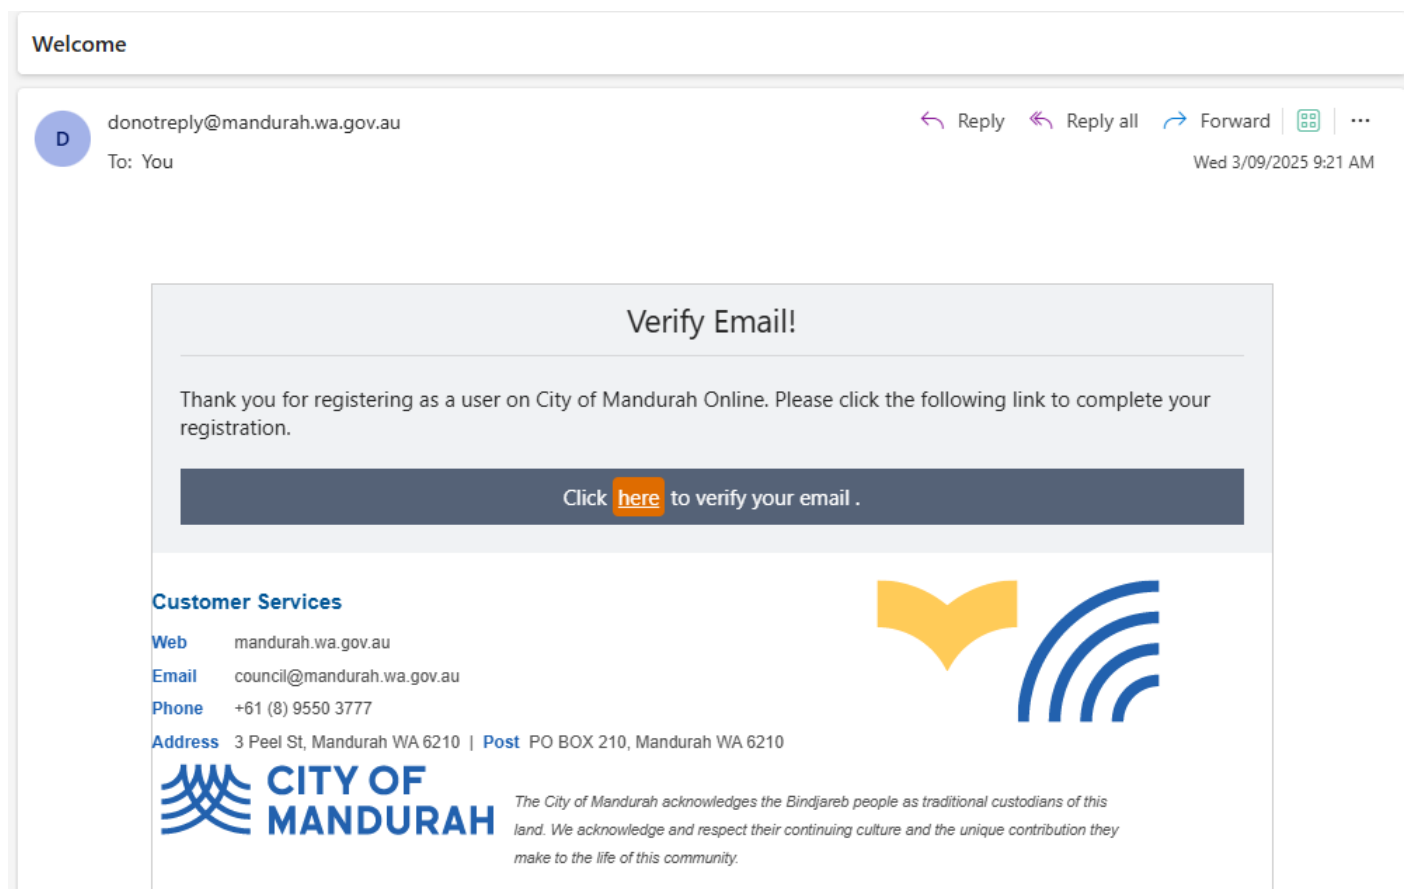 Welcome
D
donotreply@mandurah.wa.gov.au
Reply Reply all Forward
To: You
Wed 3/09/2025 9:21 AM
Verify Email!
Thank you for registering as a user on City of Mandurah Online. Please click the following link to complete your
registration.
Click here to verify your email .
Customer Services
Web mandurah.wa.gov.au
Email council@mandurah.wa.gov.au
Phone +61 (8) 9550 3777
Address 3 Peel St, Mandurah WA 6210 | Post PO BOX 210, Mandurah WA 6210
CITY OF
MANDURAH
The City of Mandurah acknowledges the Bindjareb people as traditional custodians of this
land. We acknowledge and respect their continuing culture and the unique contribution they
make to the life of this community.